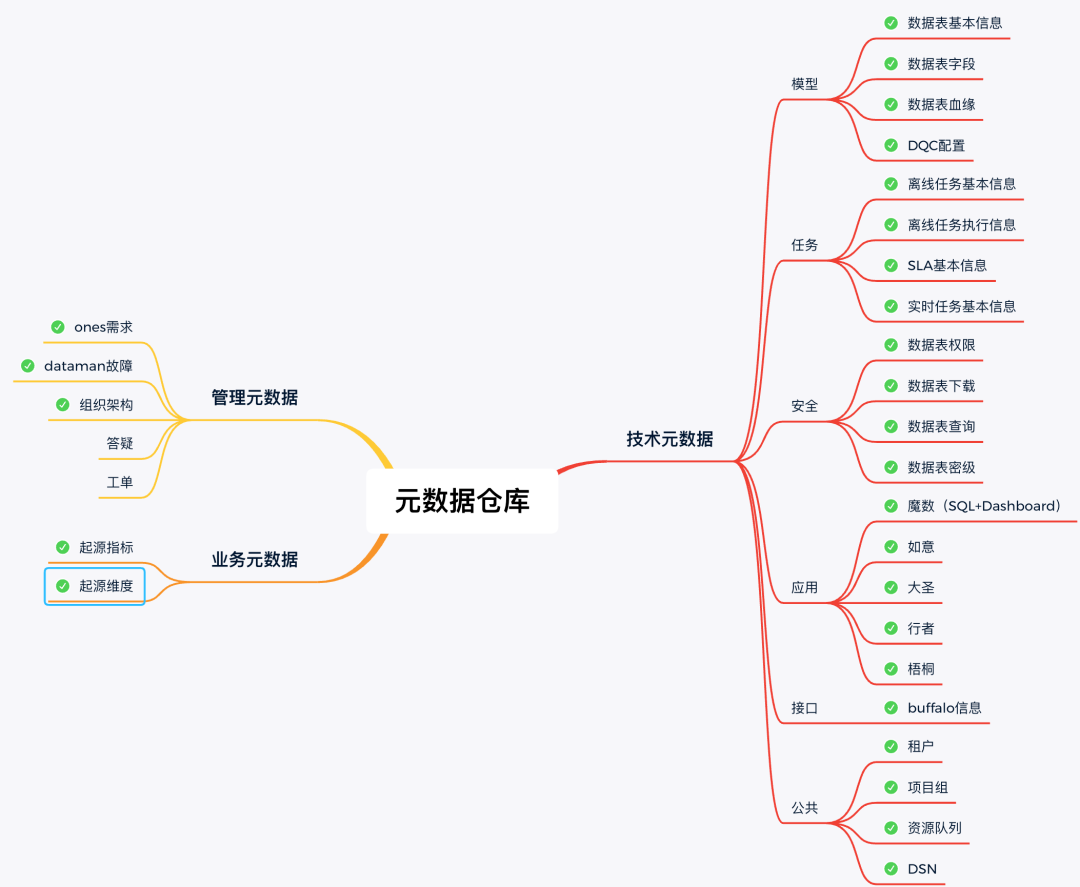 元数据仓库
技术元数据
模型
数据表基本信息
数据表字段
数据表血缘
DQC配置
任务
离线任务基本信息
离线任务执行信息
SLA基本信息
实时任务基本信息
安全
数据表权限
数据表下载
数据表查询
数据表密级
应用
魔数（SQL+Dashboard）
如意
大圣
行者
梧桐
接口
buffalo信息
公共
租户
项目组
资源队列
DSN
管理元数据
ones需求
dataman故障
组织架构
答疑
工单
业务元数据
起源指标
起源维度